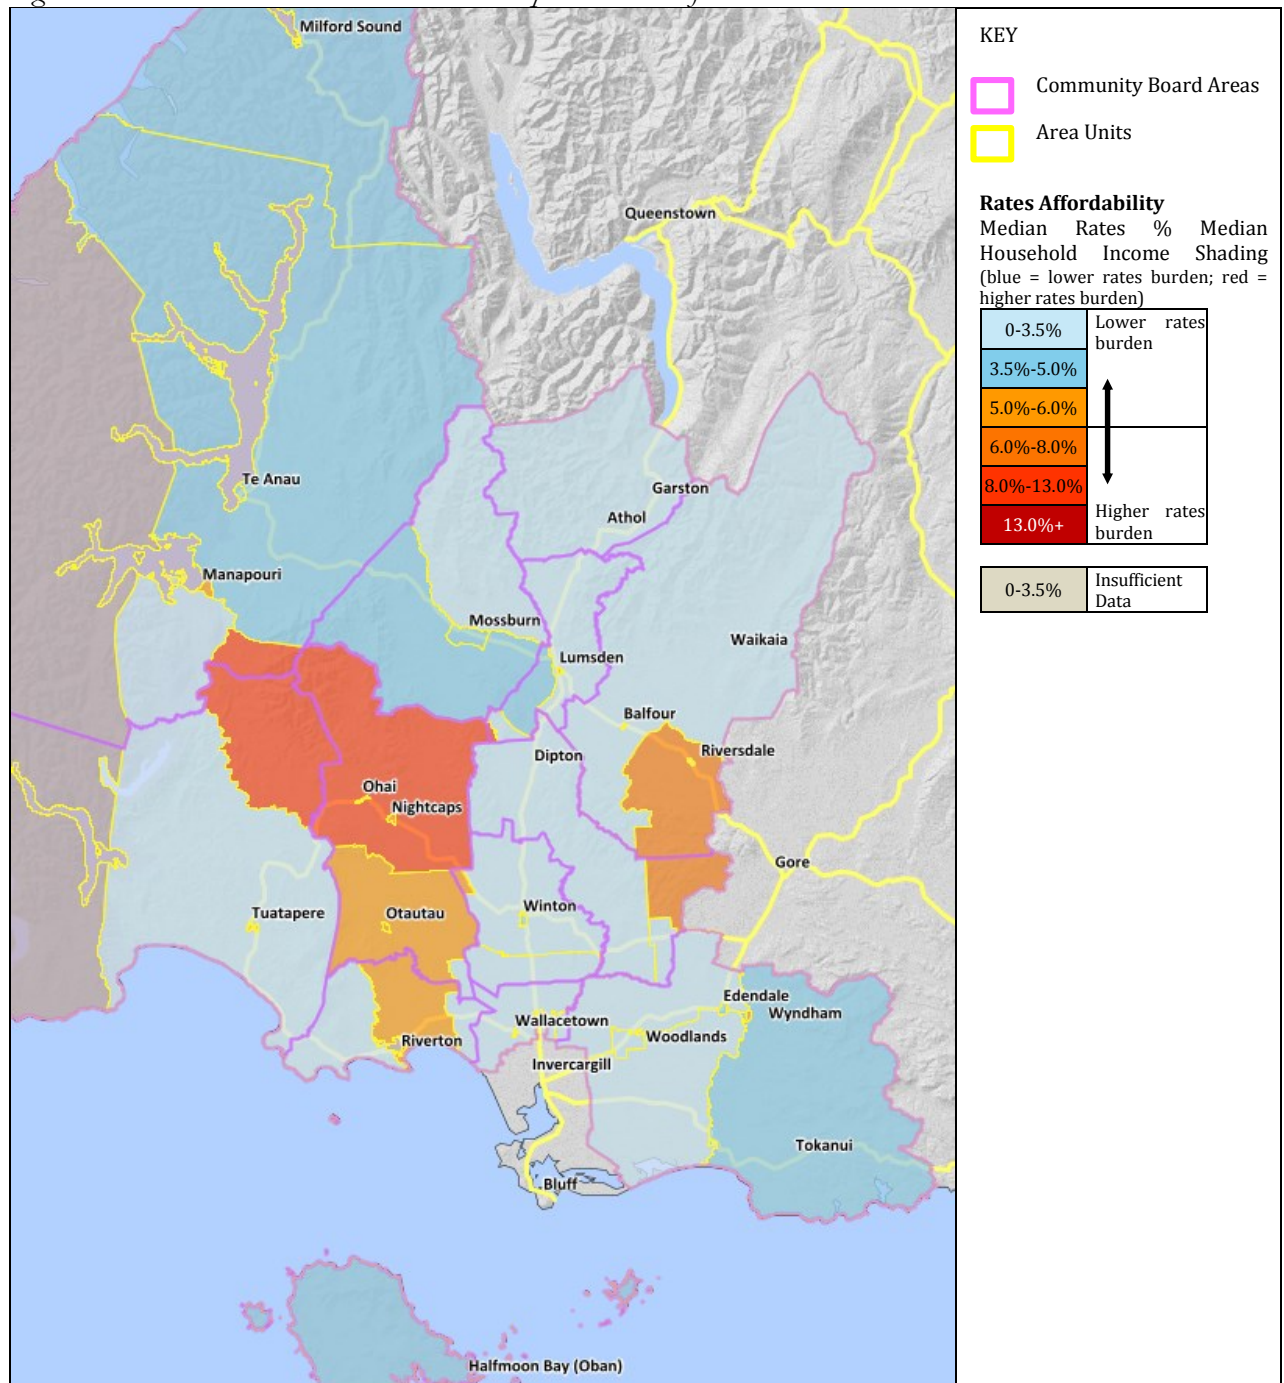 Milford Sound
Queenstown
Te Anau
Garston
Athol
Manapouri
Mossburn
Waikaia
Lumsden
Balfour
Riversdale
Dipton
Ohai
Nightcaps
Gore
Tuatapere
Otautau
Winton
Edendale
Wyndham
Wallacetown
Woodlands
Riverton
Invercargill
Tokanui
Bluff
Halfmoon Bay (Oban)
KEY
Community Board Areas
Area Units
Rates Affordability
Median Rates % Median
Household Income Shading
(blue = lower rates burden; red =
higher rates burden)
0-3.5%
Lower rates
burden
3.5%-5.0%
5.0%-6.0%
6.0%-8.0%
8.0%-13.0%
13.0%+
Higher rates
burden
0-3.5%
Insufficient
Data